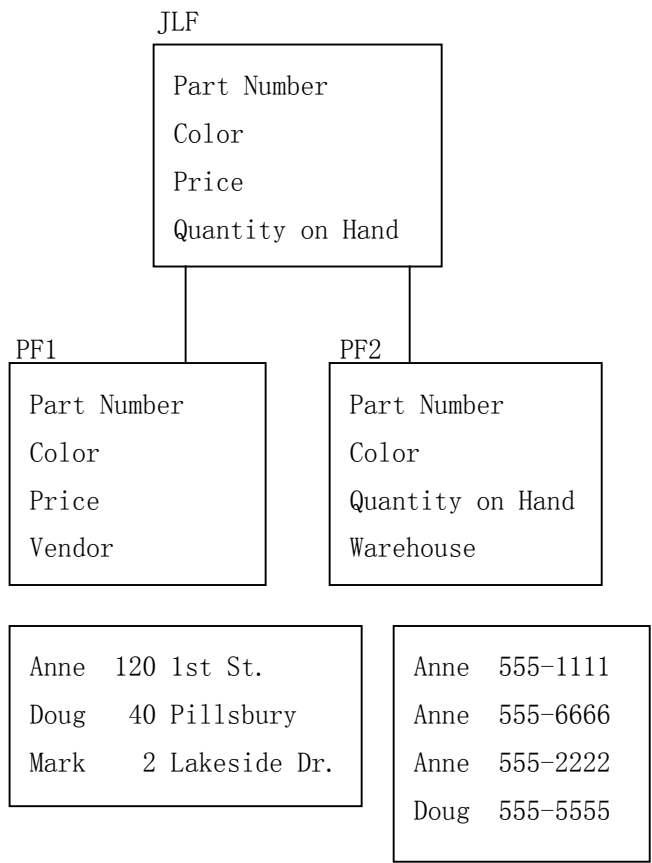 JLF
Part Number
Color
Price
Quantity on Hand
PF1
Part Number
Color
Price
Vendor
PF2
Part Number
Color
Quantity on Hand
Warehouse
Anne 120 1st St.
Doug 40 Pillsbury
Mark 2 Lakeside Dr.
Anne 555-1111
Anne 555-6666
Anne 555-2222
Doug 555-5555